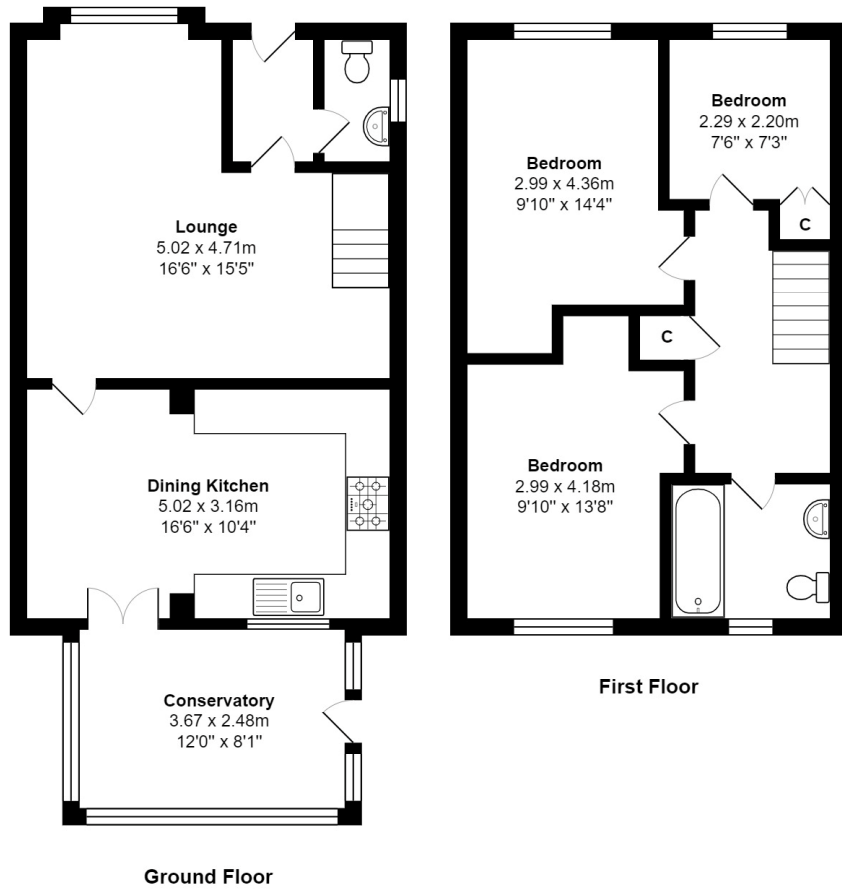 Lounge
5.02 x 4.71m
16'6" x 15'5"
Dining Kitchen
5.02 x 3.16m
16'6" x 10'4"
Conservatory
3.67 x 2.48m
12'0" x 8'1"
Ground Floor
Bedroom
2.29 x 2.20m
7'6" x 7'3"
Bedroom
2.99 x 4.36m
9'10" x 14'4"
C
C
Bedroom
2.99 x 4.18m
9'10" x 13'8"
First Floor